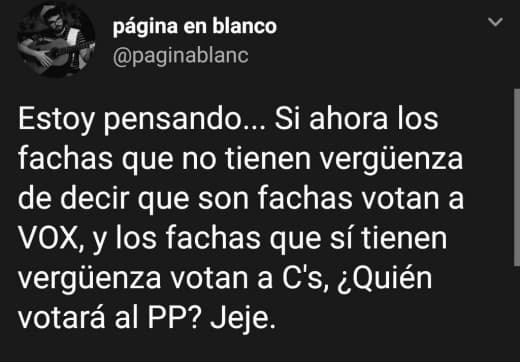 página en blanco
@paginablanc
Estoy pensando... Si ahora los
fachas que no tienen vergüenza
de decir que son fachas votan a
VOX, y los fachas que sí tienen
vergüenza votan a C's, ¿Quién
votará al PP? Jeje.